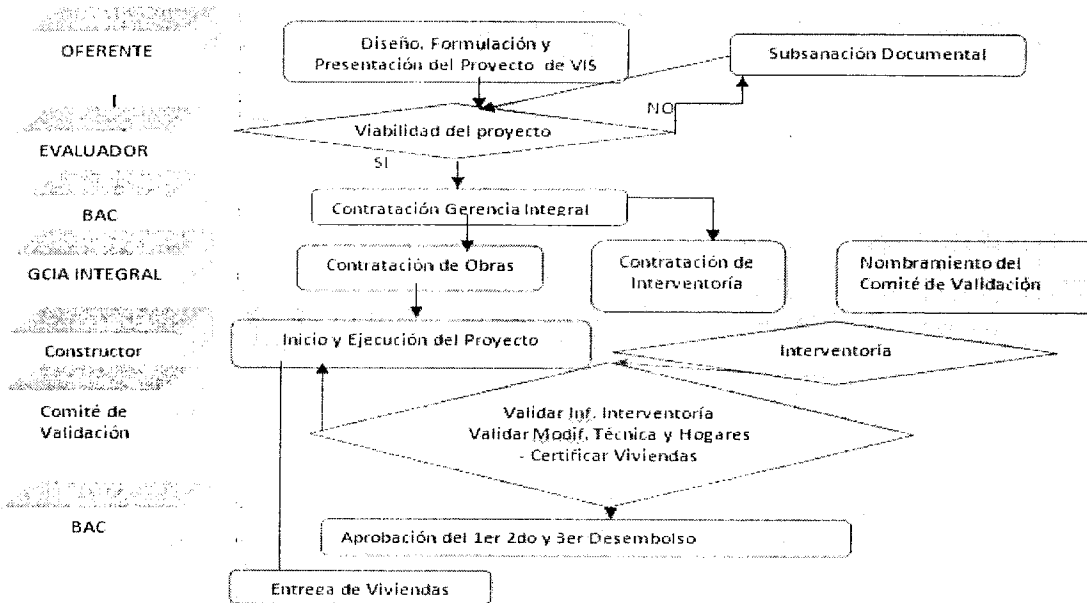 OFERENTE
Diseño, Formulación y
Presentación del Proyecto de VIS
Subsanación Documental
NO
Viabilidad del proyecto
EVALUADOR
SI
BAC
Contratación Gerencia Integral
GCIA INTEGRAL
Contratación de Obras
Contratación de
Interventoría
Nombramiento del
Comité de Validación
Constructor
Inicio y Ejecución del Proyecto
Interventoría
Comité de
Validación
Validar Inf. Interventoría
Validar Modif. Técnica y Hogares
- Certificar Viviendas
BAC
Aprobación del 1er 2do y 3er Desembolso
Entrega de Viviendas